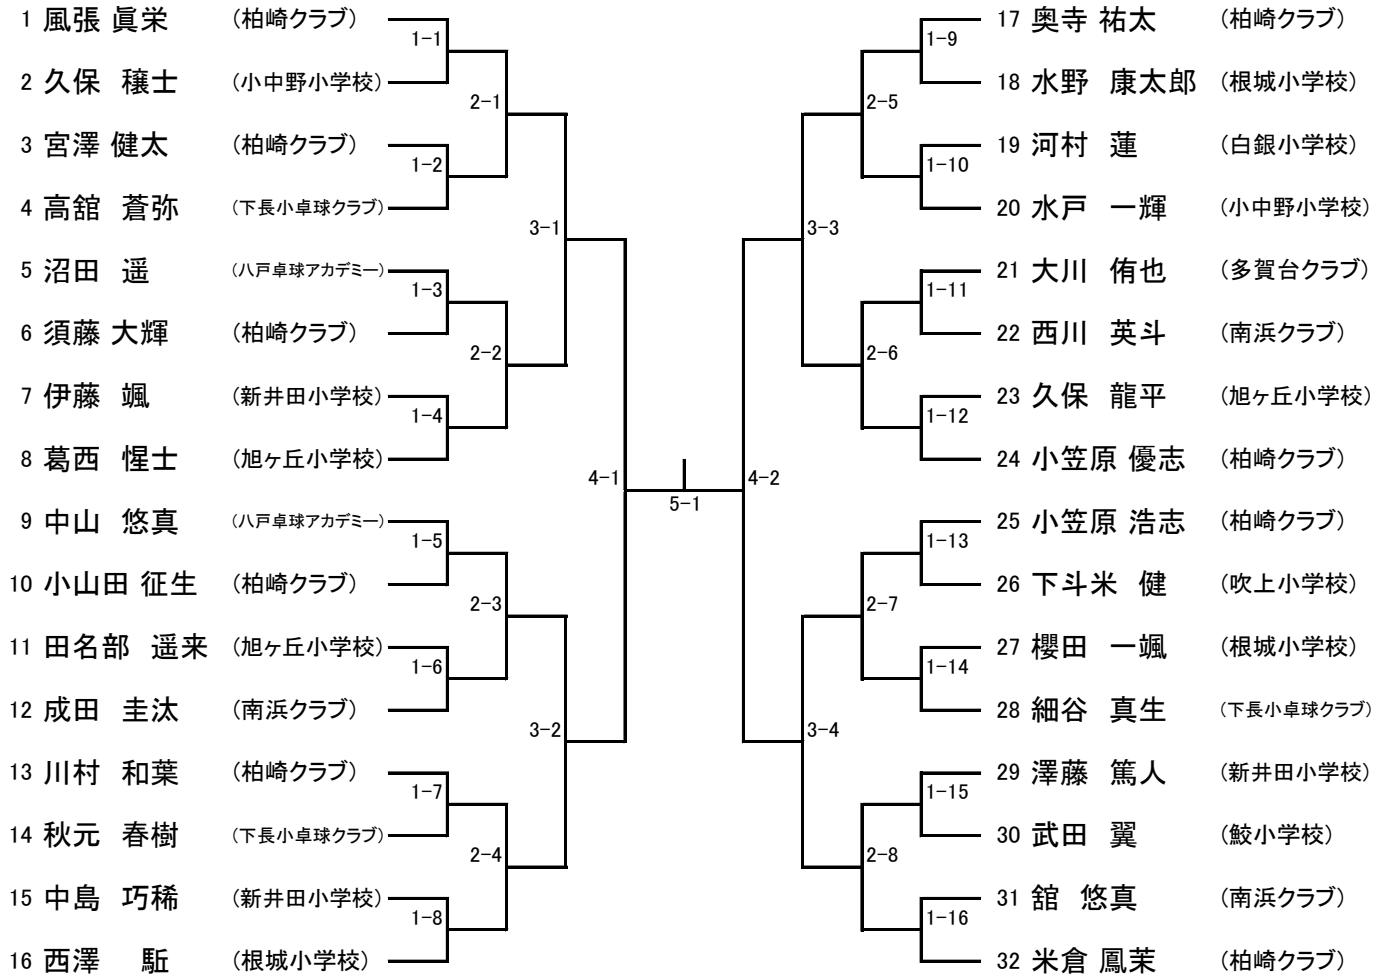 1 風張 眞栄 (柏崎クラブ)
2 久保 穣士 (小中野小学校)
3 宮澤 健太 (柏崎クラブ)
4 高舘 蒼弥 (下長小卓球クラブ)
5 沼田 遥 (八戸卓球アカデミー)
6 須藤 大輝 (柏崎クラブ)
7 伊藤 颯 (新井田小学校)
8 葛西 惺士 (旭ヶ丘小学校)
9 中山 悠真 (八戸卓球アカデミー)
10 小山田 征生 (柏崎クラブ)
11 田名部 遥来 (旭ヶ丘小学校)
12 成田 圭汰 (南浜クラブ)
13 川村 和葉 (柏崎クラブ)
14 秋元 春樹 (下長小卓球クラブ)
15 中島 巧稀 (新井田小学校)
16 西澤 駈 (根城小学校)
1-1
1-2
1-3
1-4
1-5
1-6
1-7
1-8
2-1
2-2
2-3
2-4
3-1
3-2
4-1
5-1
4-2
3-3
3-4
2-5
2-6
2-7
2-8
1-9
1-10
1-11
1-12
1-13
1-14
1-15
1-16
17 奥寺 祐太 (柏崎クラブ)
18 水野 康太郎 (根城小学校)
19 河村 蓮 (白銀小学校)
20 水戸 一輝 (小中野小学校)
21 大川 侑也 (多賀台クラブ)
22 西川 英斗 (南浜クラブ)
23 久保 龍平 (旭ヶ丘小学校)
24 小笠原 優志 (柏崎クラブ)
25 小笠原 浩志 (柏崎クラブ)
26 下斗米 健 (吹上小学校)
27 櫻田 一颯 (根城小学校)
28 細谷 真生 (下長小卓球クラブ)
29 澤藤 篤人 (新井田小学校)
30 武田 翼 (鮫小学校)
31 舘 悠真 (南浜クラブ)
32 米倉 鳳茉 (柏崎クラブ)